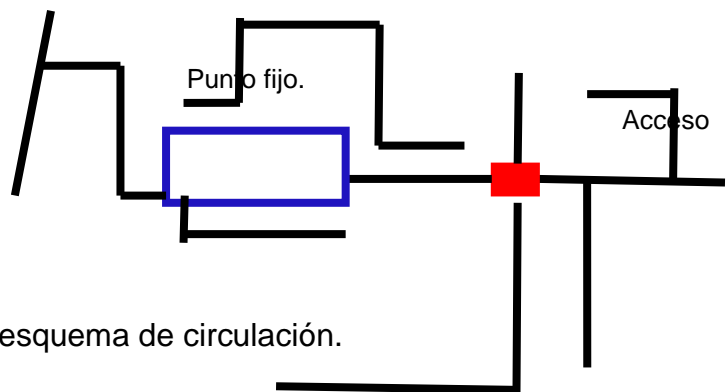 Punto fijo.
Acceso
esquema de circulación.